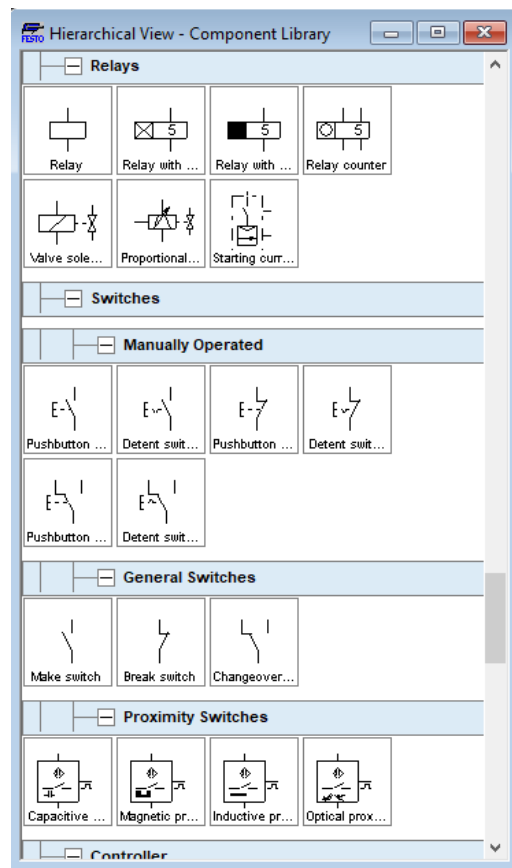 FESTO Hierarchical View - Component Library
Relays
5 5 5
Relay Relay with ... Relay with ... Relay counter
Valve sole... Proportional... Starting curr...
Switches
Manually Operated
Pushbutton ... Detent swit... Pushbutton ... Detent swit...
Pushbutton ... Detent swit...
General Switches
Make switch Break switch Changeover...
Proximity Switches
Capacitive ... Magnetic pr... Inductive pr... Optical prox...
Controller